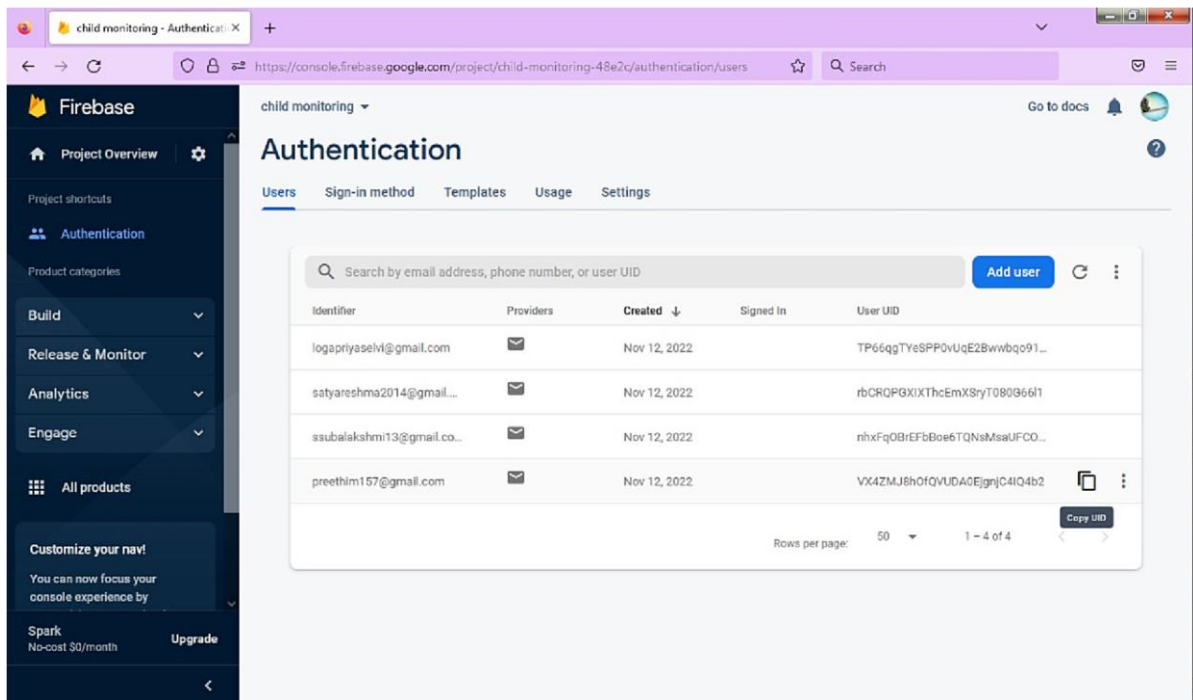 child monitoring - Authenticati
https://console.firebase.google.com/project/child-monitoring-48e2c/authentication/users
Search
Firebase
child monitoring
Go to docs
Project Overview
Authentication
Users Sign-in method Templates Usage Settings
Project shortcuts
Authentication
Product categories
Search by email address, phone number, or user UID
Add user
Identifier Providers Created Signed In User UID
Build
logapriyaselvi@gmail.com Nov 12, 2022
Release & Monitor
satyareshma2014@gmail.... Nov 12, 2022
Analytics
ssubalakshmi13@gmail.co... Nov 12, 2022
Engage
preethim157@gmail.com Nov 12, 2022
All products
Copy UID
Rows per page: 50 1 – 4 of 4
Customize your nav!
You can now focus your
console experience by
Spark
No-cost $0/month
Upgrade